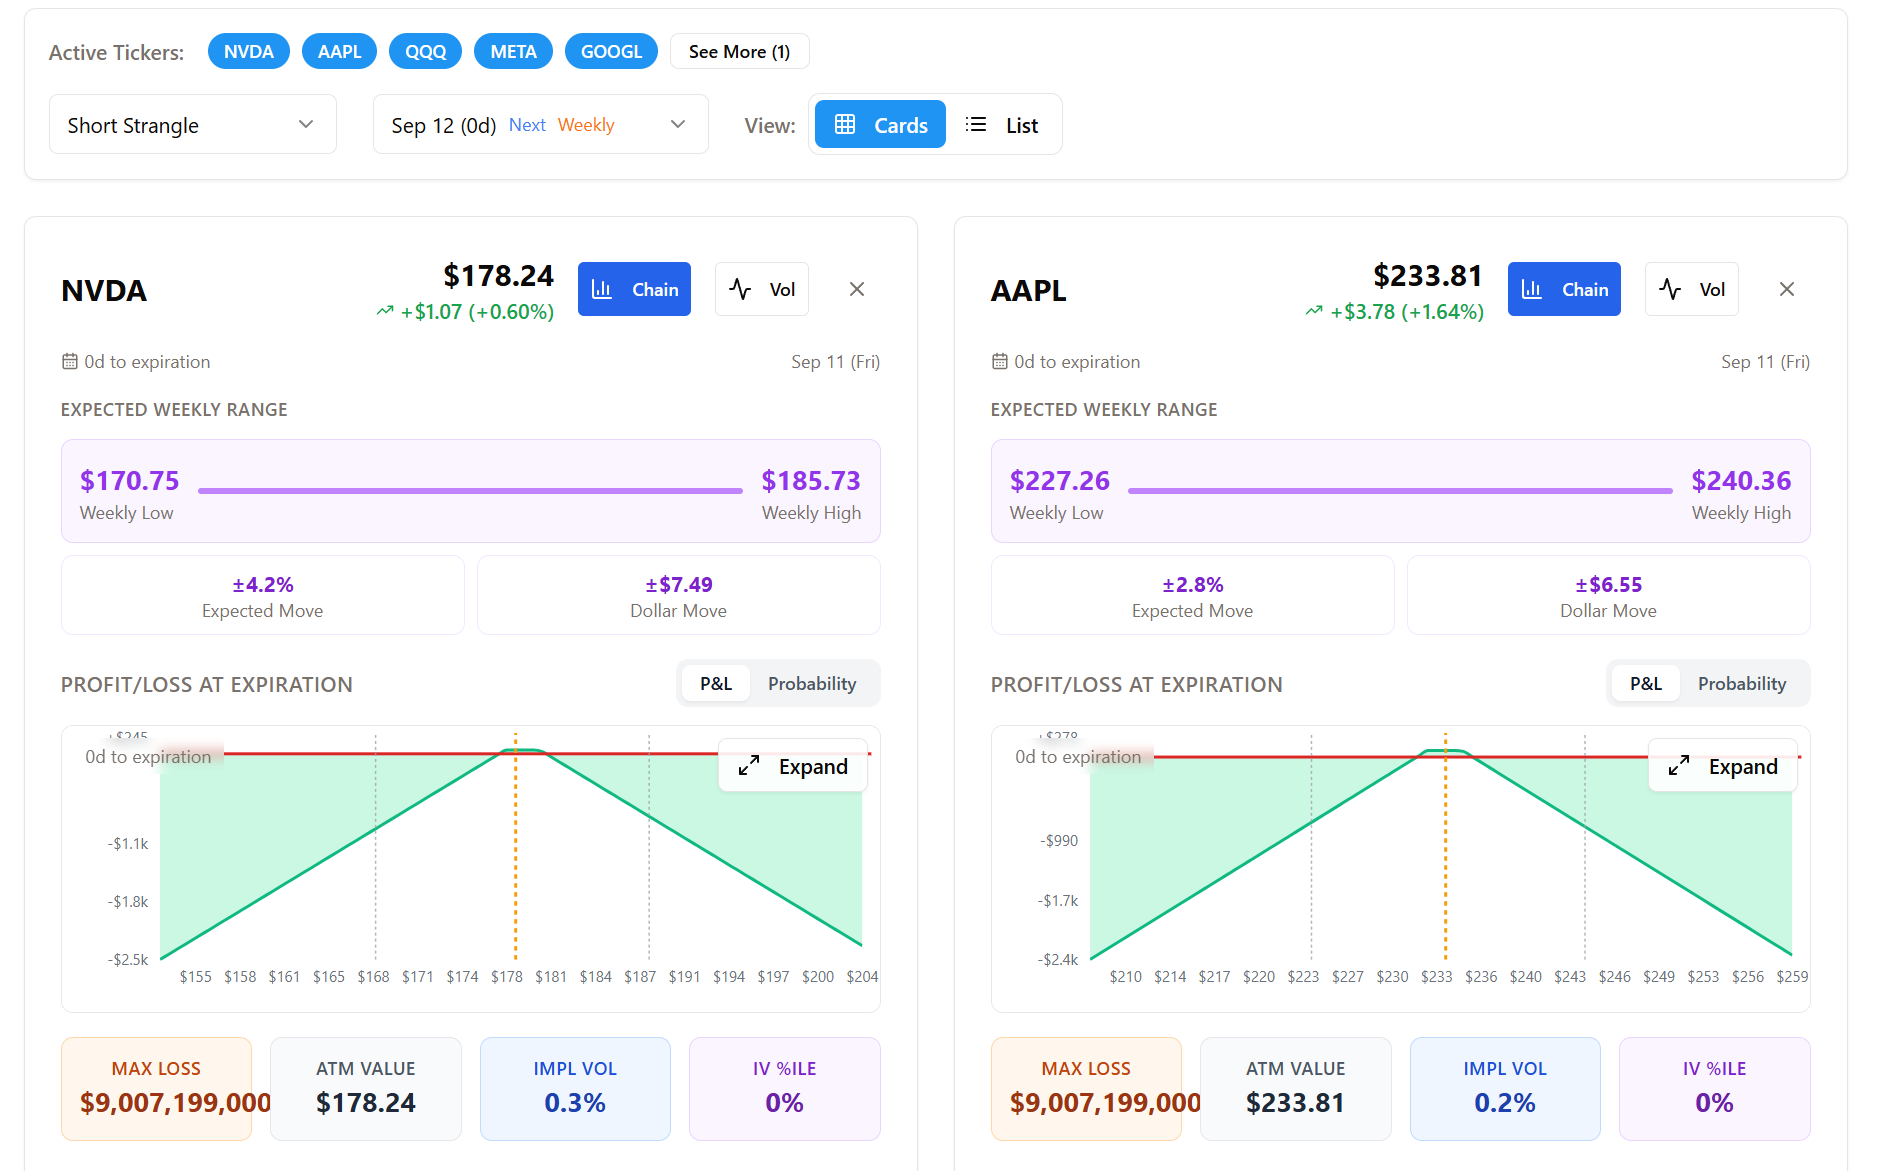 Active Tickers: NVDA AAPL QQQ META GOOGL See More (1)
Short Strangle Sep 12 (0d) Next Weekly View: Cards List
NVDA $178.24 Chain Vol
+$1.07 (+0.60%)
0d to expiration Sep 11 (Fri)
EXPECTED WEEKLY RANGE
$170.75 $185.73
Weekly Low Weekly High
±4.2% ±$7.49
Expected Move Dollar Move
PROFIT/LOSS AT EXPIRATION P&L Probability
+$245
0d to expiration Expand
-$1.1k
-$1.8k
-$2.5k
$155 $158 $161 $165 $168 $171 $174 $178 $181 $184 $187 $191 $194 $197 $200 $204
MAX LOSS ATM VALUE IMPL VOL IV %ILE
$9,007,199,000 $178.24 0.3% 0%
AAPL $233.81 Chain Vol
+$3.78 (+1.64%)
0d to expiration Sep 11 (Fri)
EXPECTED WEEKLY RANGE
$227.26 $240.36
Weekly Low Weekly High
±2.8% ±$6.55
Expected Move Dollar Move
PROFIT/LOSS AT EXPIRATION P&L Probability
+$278
0d to expiration Expand
-$990
-$1.7k
-$2.4k
$210 $214 $217 $220 $223 $227 $230 $233 $236 $240 $243 $246 $249 $253 $256 $259
MAX LOSS ATM VALUE IMPL VOL IV %ILE
$9,007,199,000 $233.81 0.2% 0%